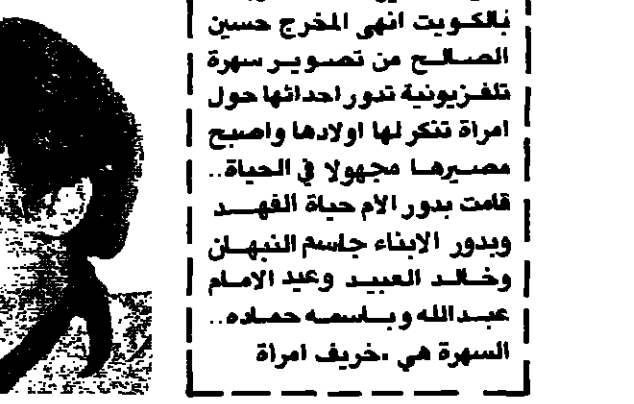 بالكويت انهى المخرج حسين
الصالح من تصوير سهرة
تلفزيونية تدور احداثها حول
امراة تنكر لها اولادها واصبح
مصيرها مجهولا في الحياة..
قامت بدور الام حياة الفهد
وبدور الابناء جاسم النبهان
وخالد العبيد وعيد الامام
عبدالله وباسمه حماده..
السهرة هي .خريف امراة